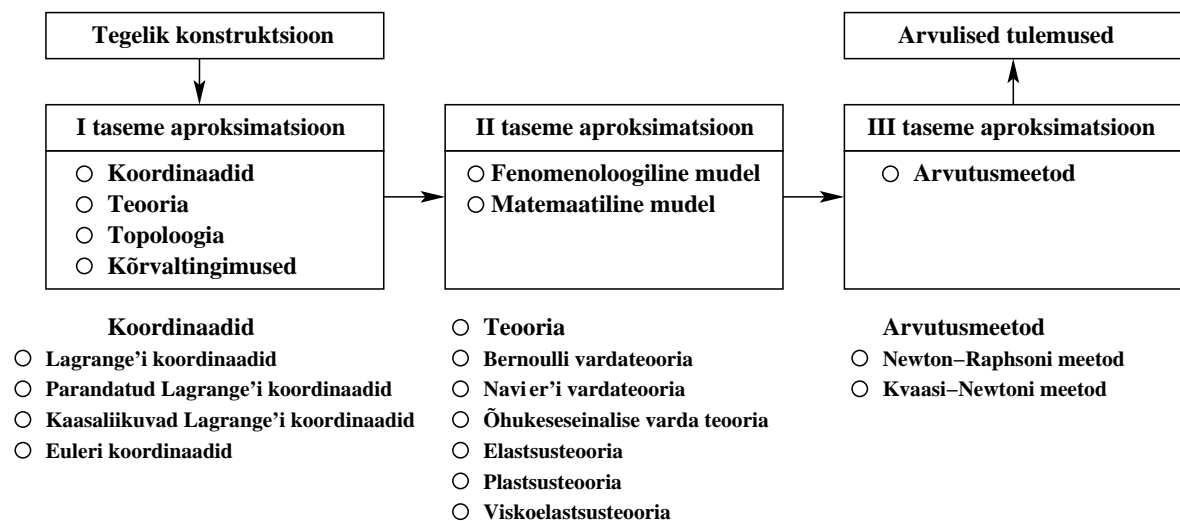 Tegelik konstruktsioon
Arvulised tulemused
I taseme aproksimatsioon
Koordinaadid
Teooria
Topoloogia
Kõrvaltingimused
II taseme aproksimatsioon
Fenomenoloogiline mudel
Matemaatiline mudel
III taseme aproksimatsioon
Arvutusmeetod
Koordinaadid
Lagrange’i koordinaadid
Parandatud Lagrange’i koordinaadid
Kaasaliikuvad Lagrange’i koordinaadid
Euleri koordinaadid
Teooria
Bernoulli vardateooria
Navier’i vardateooria
Õhukeseseinalise varda teooria
Elastsusteooria
Plastsusteooria
Viskoelastsusteooria
Arvutusmeetod
Newton−Raphsoni meetod
Kvaasi−Newtoni meetod